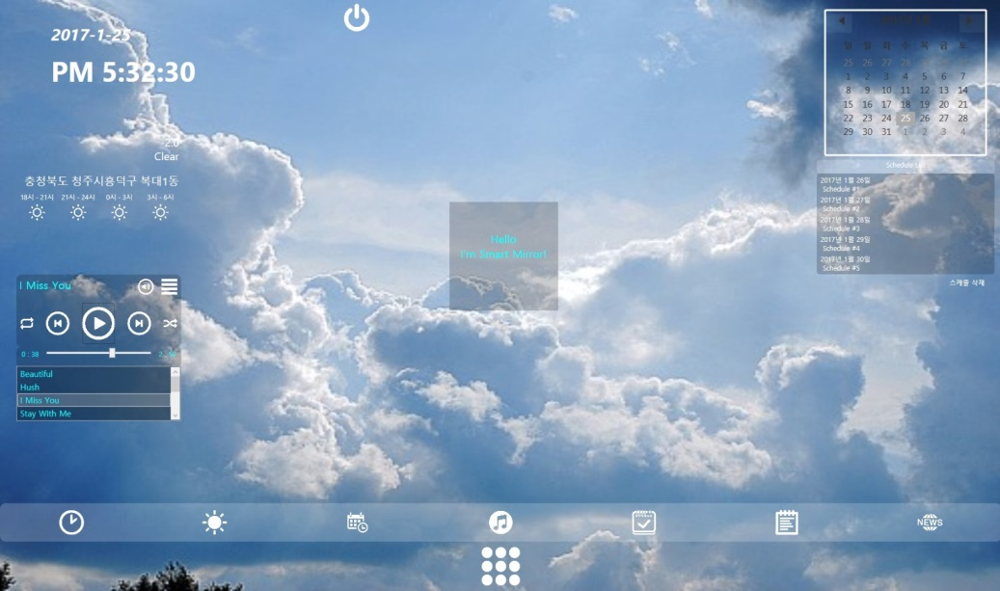 2017-1-25
PM 5:32:30
-2.0
Clear
충청북도 청주시흥덕구 복대1동
18시 - 21시 21시 - 24시 0시 - 3시 3시 - 6시
I Miss You
0 : 38
Beautiful
Hush
I Miss You
Stay With Me
Hello
I'm Smart Mirror!
일 월 화 수 목 금 토
25 26 27 28
1 2 3 4 5 6 7
8 9 10 11 12 13 14
15 16 17 18 19 20 21
22 23 24 25 26 27 28
29 30 31 1 2 3 4
Schedule List
2017년 1월 26일
Schedule #1
2017년 1월 27일
Schedule #2
2017년 1월 28일
Schedule #3
2017년 1월 29일
Schedule #4
2017년 1월 30일
Schedule #5
스케줄 삭제
NEWS